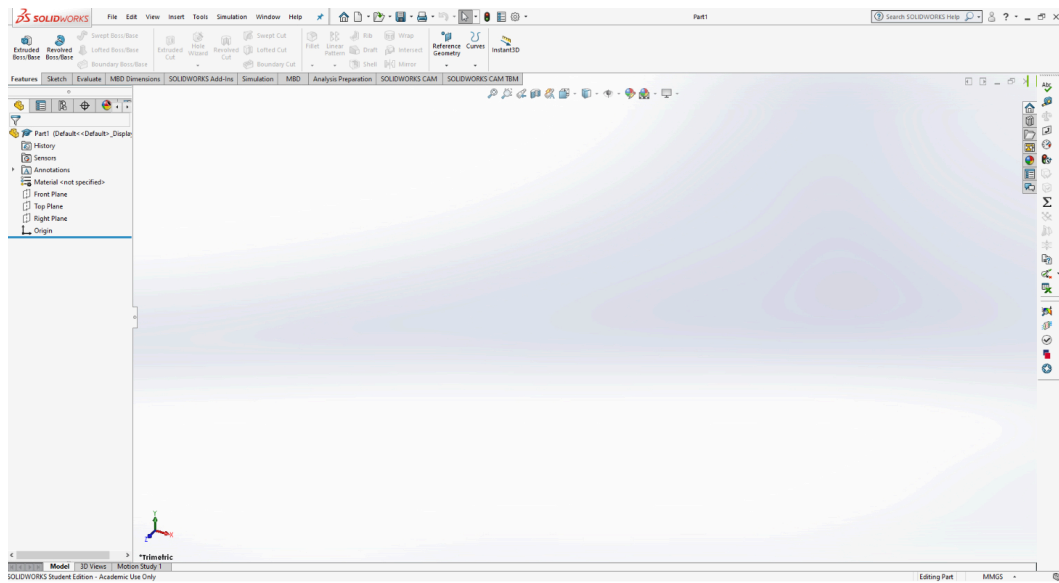 SOLIDWORKS File Edit View Insert Tools Simulation Window Help Part1 Search SOLIDWORKS Help
Extruded Boss/Base
Revolved Boss/Base
Swept Boss/Base
Lofted Boss/Base
Boundary Boss/Base
Extruded Cut
Hole Wizard
Revolved Cut
Swept Cut
Lofted Cut
Boundary Cut
Fillet
Linear Pattern
Rib
Draft
Shell
Wrap
Intersect
Mirror
Reference Geometry
Curves
Instant3D
Features Sketch Evaluate MBD Dimensions SOLIDWORKS Add-Ins Simulation MBD Analysis Preparation SOLIDWORKS CAM SOLIDWORKS CAM TBM
Part1 (Default<<Default>_Display
History
Sensors
Annotations
Material <not specified>
Front Plane
Top Plane
Right Plane
Origin
Y
X
Z
*Trimetric
Model 3D Views Motion Study 1
SOLIDWORKS Student Edition - Academic Use Only Editing Part MMGS